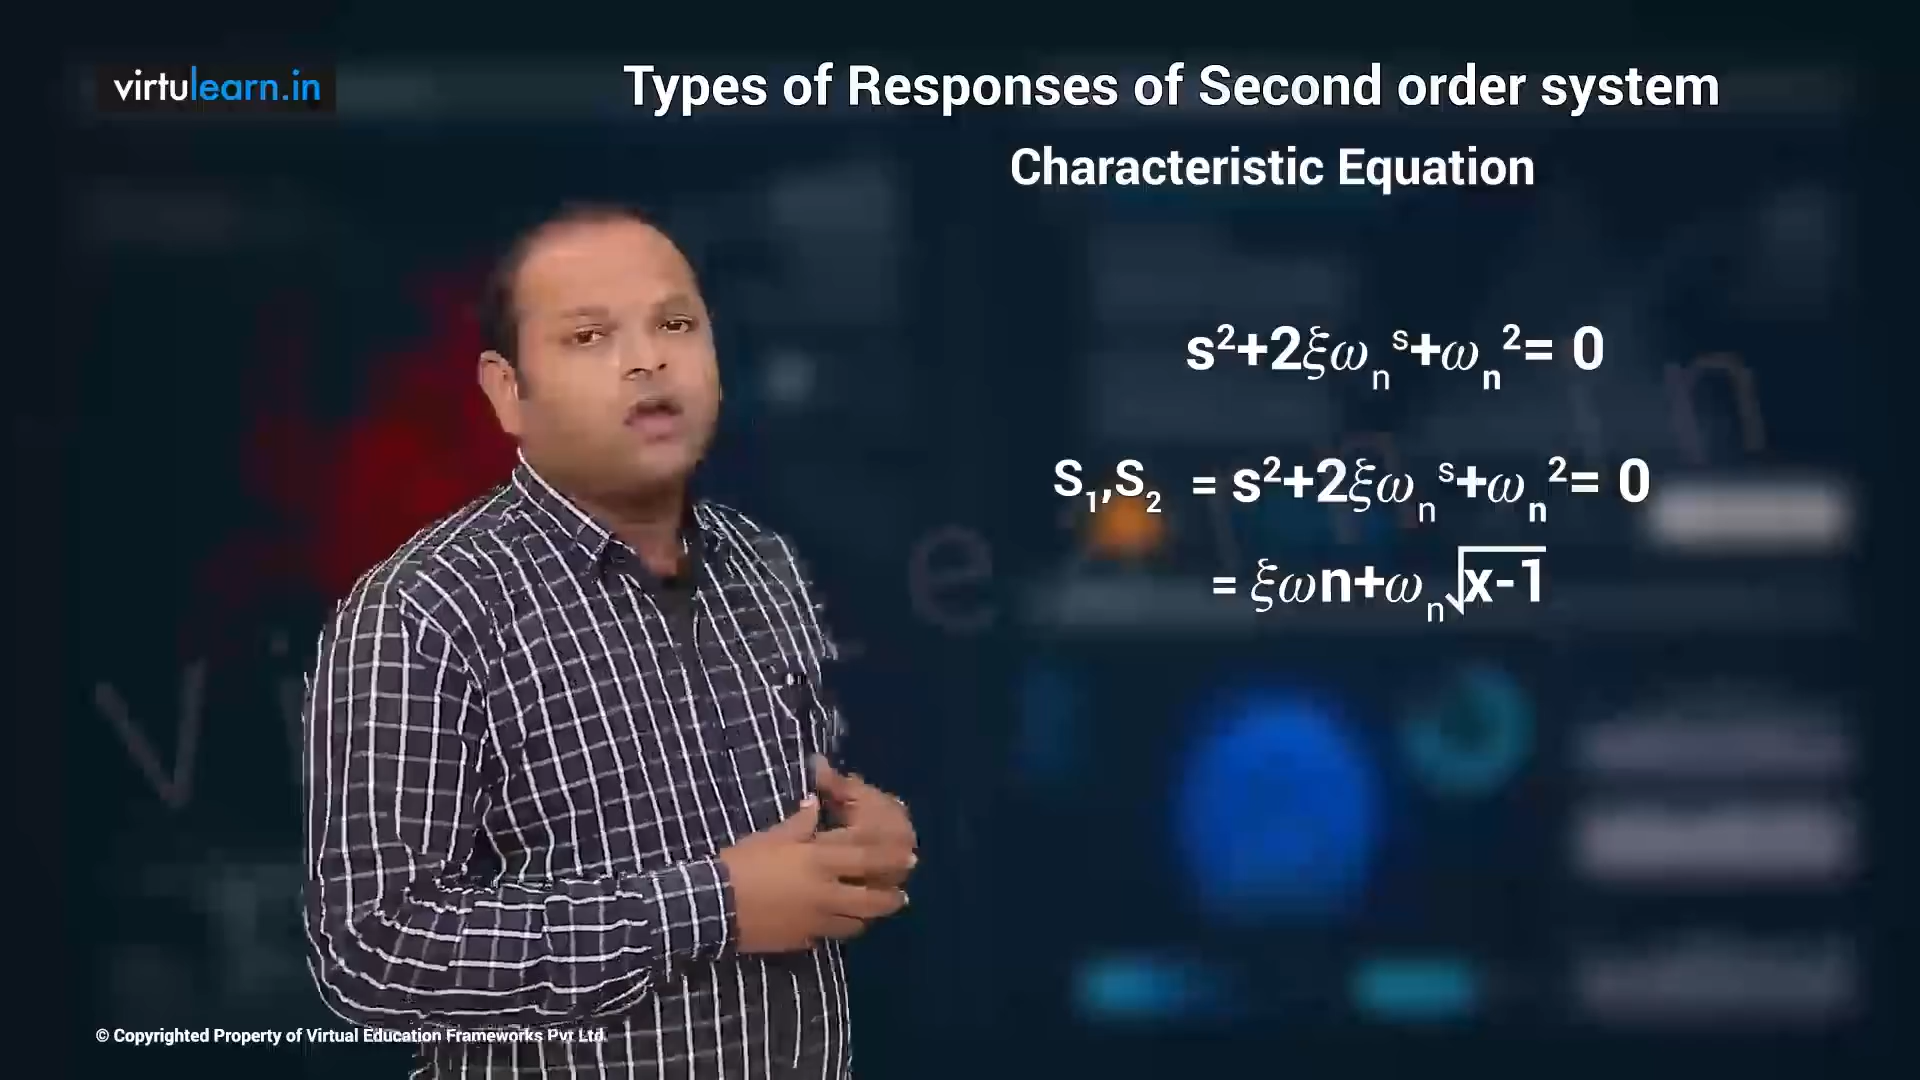 virtulearn.in
Types of Responses of Second order system
Characteristic Equation
s²+2ξωₙˢ+ωₙ²= 0
S₁,S₂ = s²+2ξωₙˢ+ωₙ²= 0
= ξωn+ωₙ√x-1
© Copyrighted Property of Virtual Education Frameworks Pvt Ltd.